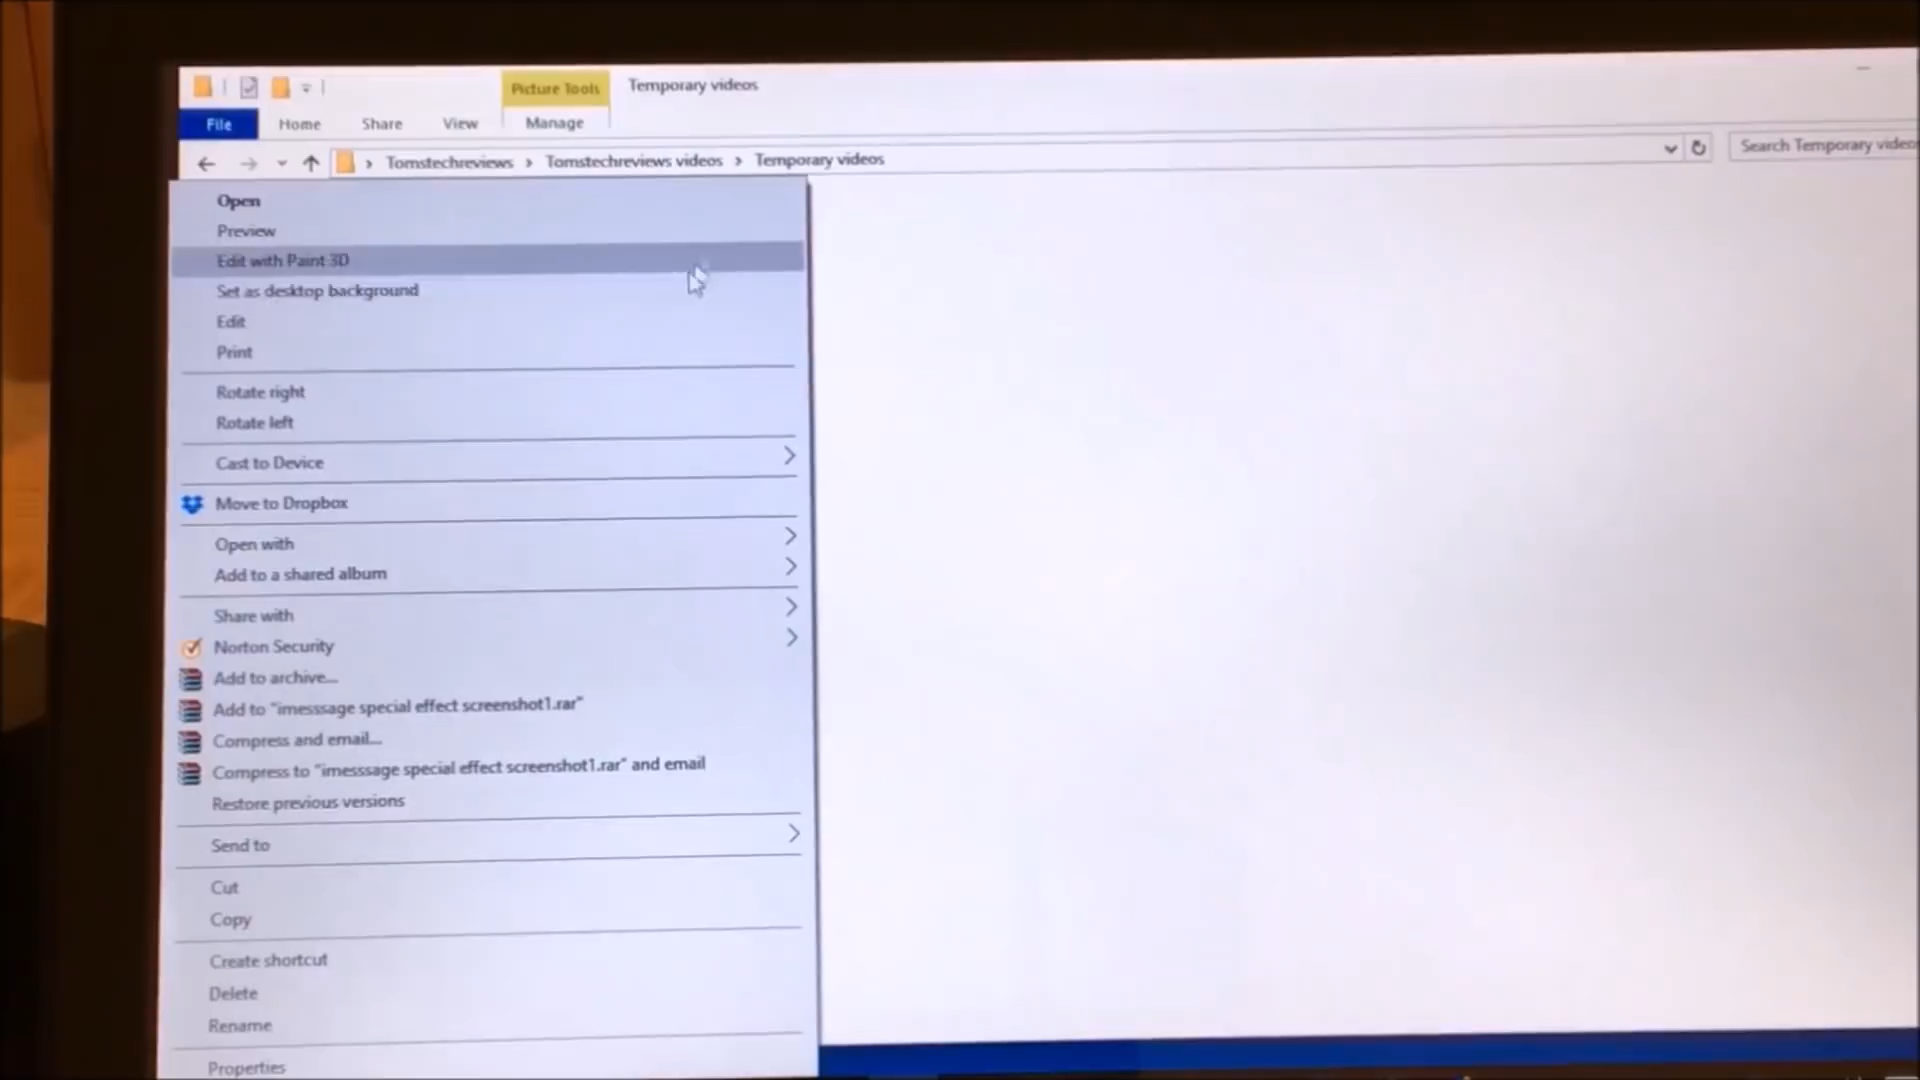 Picture Tools
Temporary videos
File
Home
Share
View
Manage
Tomstechreviews > Tomstechreviews videos > Temporary videos
Search Temporary video
Open
Preview
Edit with Paint 3D
Set as desktop background
Edit
Print
Rotate right
Rotate left
Cast to Device
Move to Dropbox
Open with
Add to a shared album
Share with
Norton Security
Add to archive...
Add to "imesssage special effect screenshot1.rar"
Compress and email...
Compress to "imesssage special effect screenshot1.rar" and email
Restore previous versions
Send to
Cut
Copy
Create shortcut
Delete
Rename
Properties